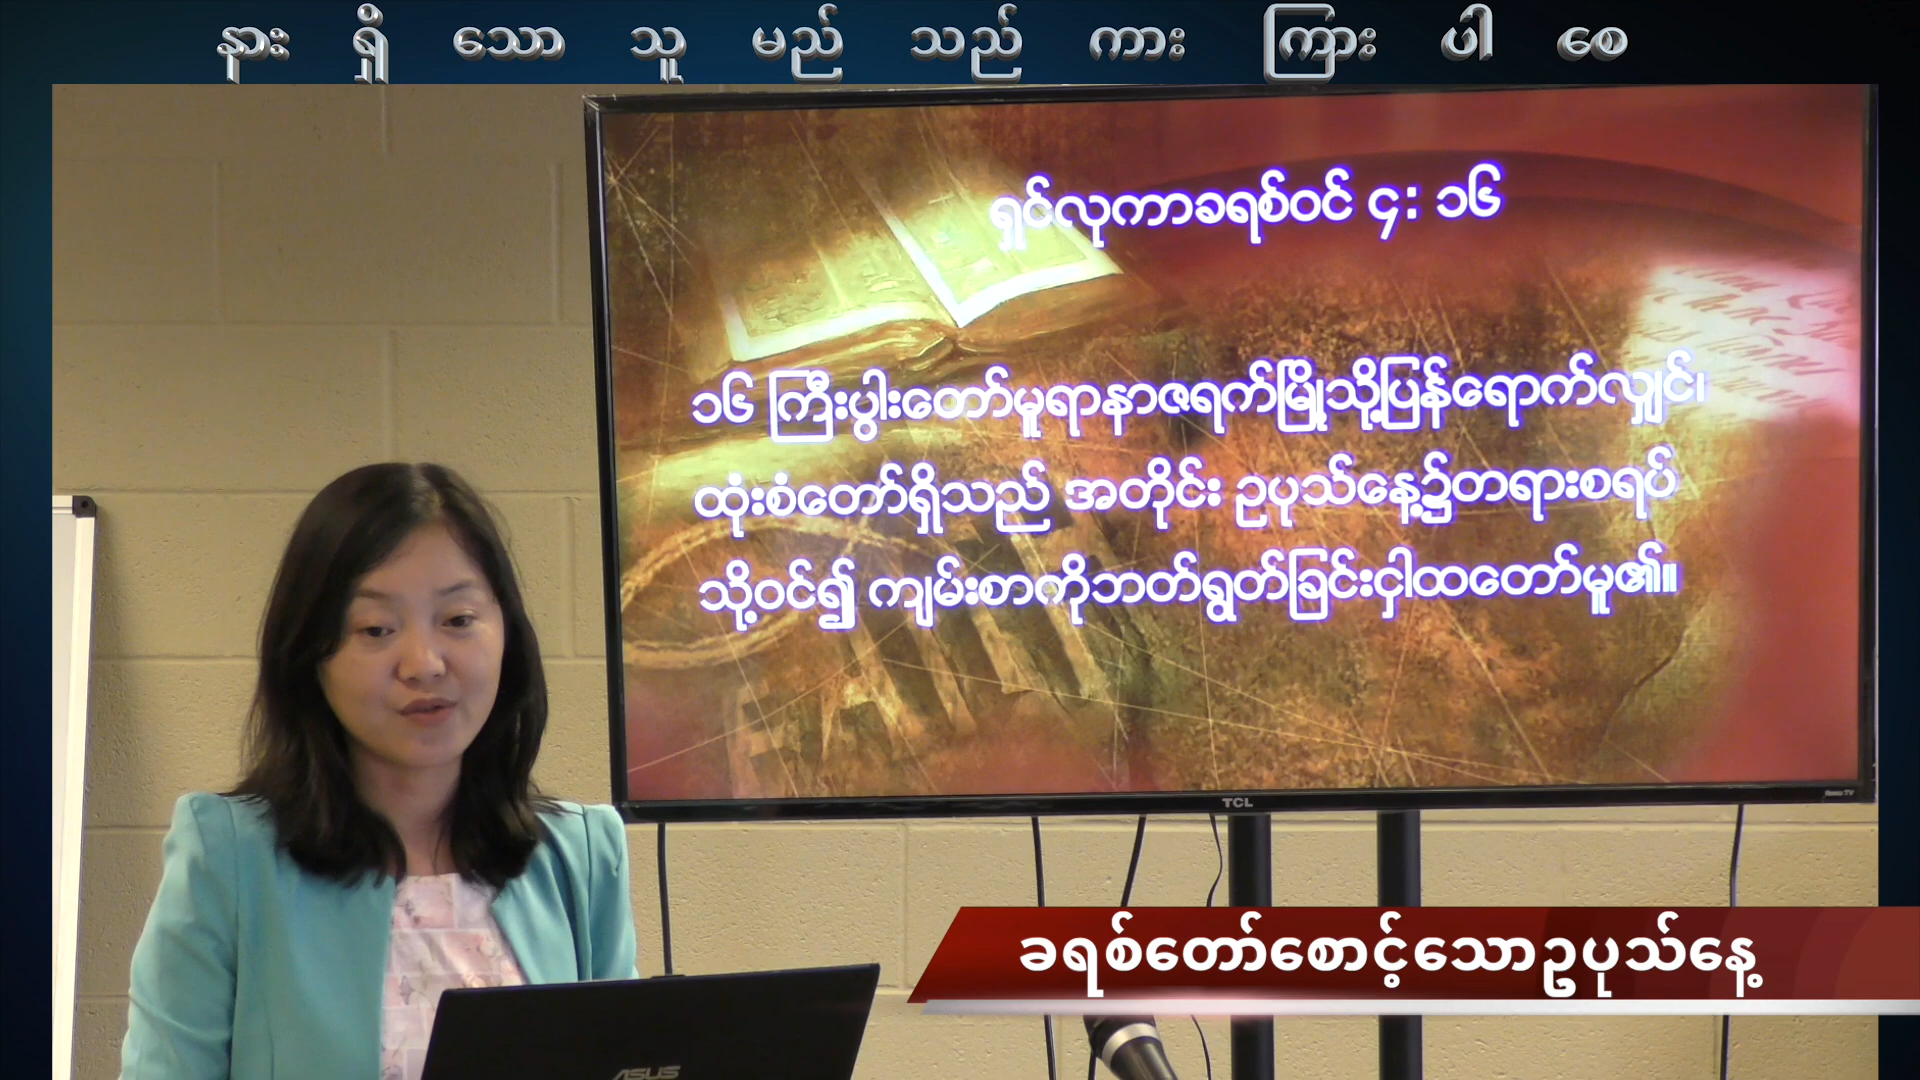 နား ရှိ သော သူ မည် သည် ကား ကြား ပါ စေ
ရှင်လုကာခရစ်ဝင် ၄: ၁၆
၁၆ ကြီးပွါးတော်မူရာနာဇရက်မြို့သို့ပြန်ရောက်လျှင်၊
ထုံးစံတော်ရှိသည် အတိုင်း ဥပုသ်နေ့၌တရားစရပ်
သို့ဝင်၍ ကျမ်းစာကိုဘတ်ရွတ်ခြင်းငှါထတော်မူ၏။
TCL
Roku TV
ခရစ်တော်စောင့်သောဥပုသ်နေ့
ASUS